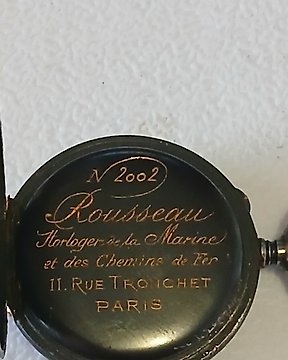 N 2002
Rousseau
Horloger de la Marine
et des Chemins de Fer
11. RUE TRONCHET
PARIS